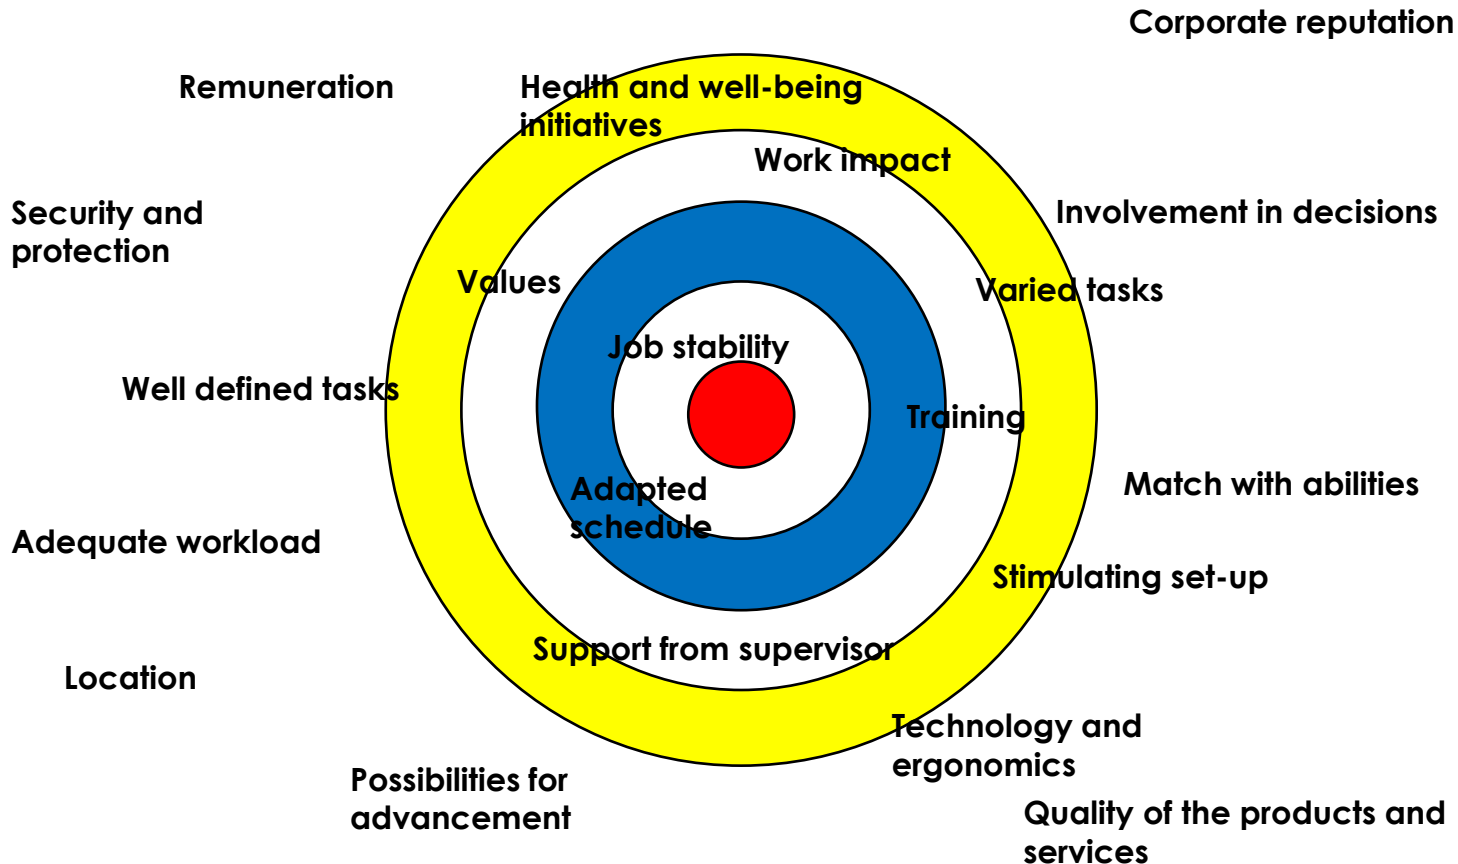 Corporate reputation
Remuneration
Health and well-being
initiatives
Work impact
Security and
protection
Involvement in decisions
Values
Varied tasks
Job stability
Well defined tasks
Training
Adapted
schedule
Match with abilities
Adequate workload
Stimulating set-up
Support from supervisor
Location
Technology and
ergonomics
Possibilities for
advancement
Quality of the products and
services